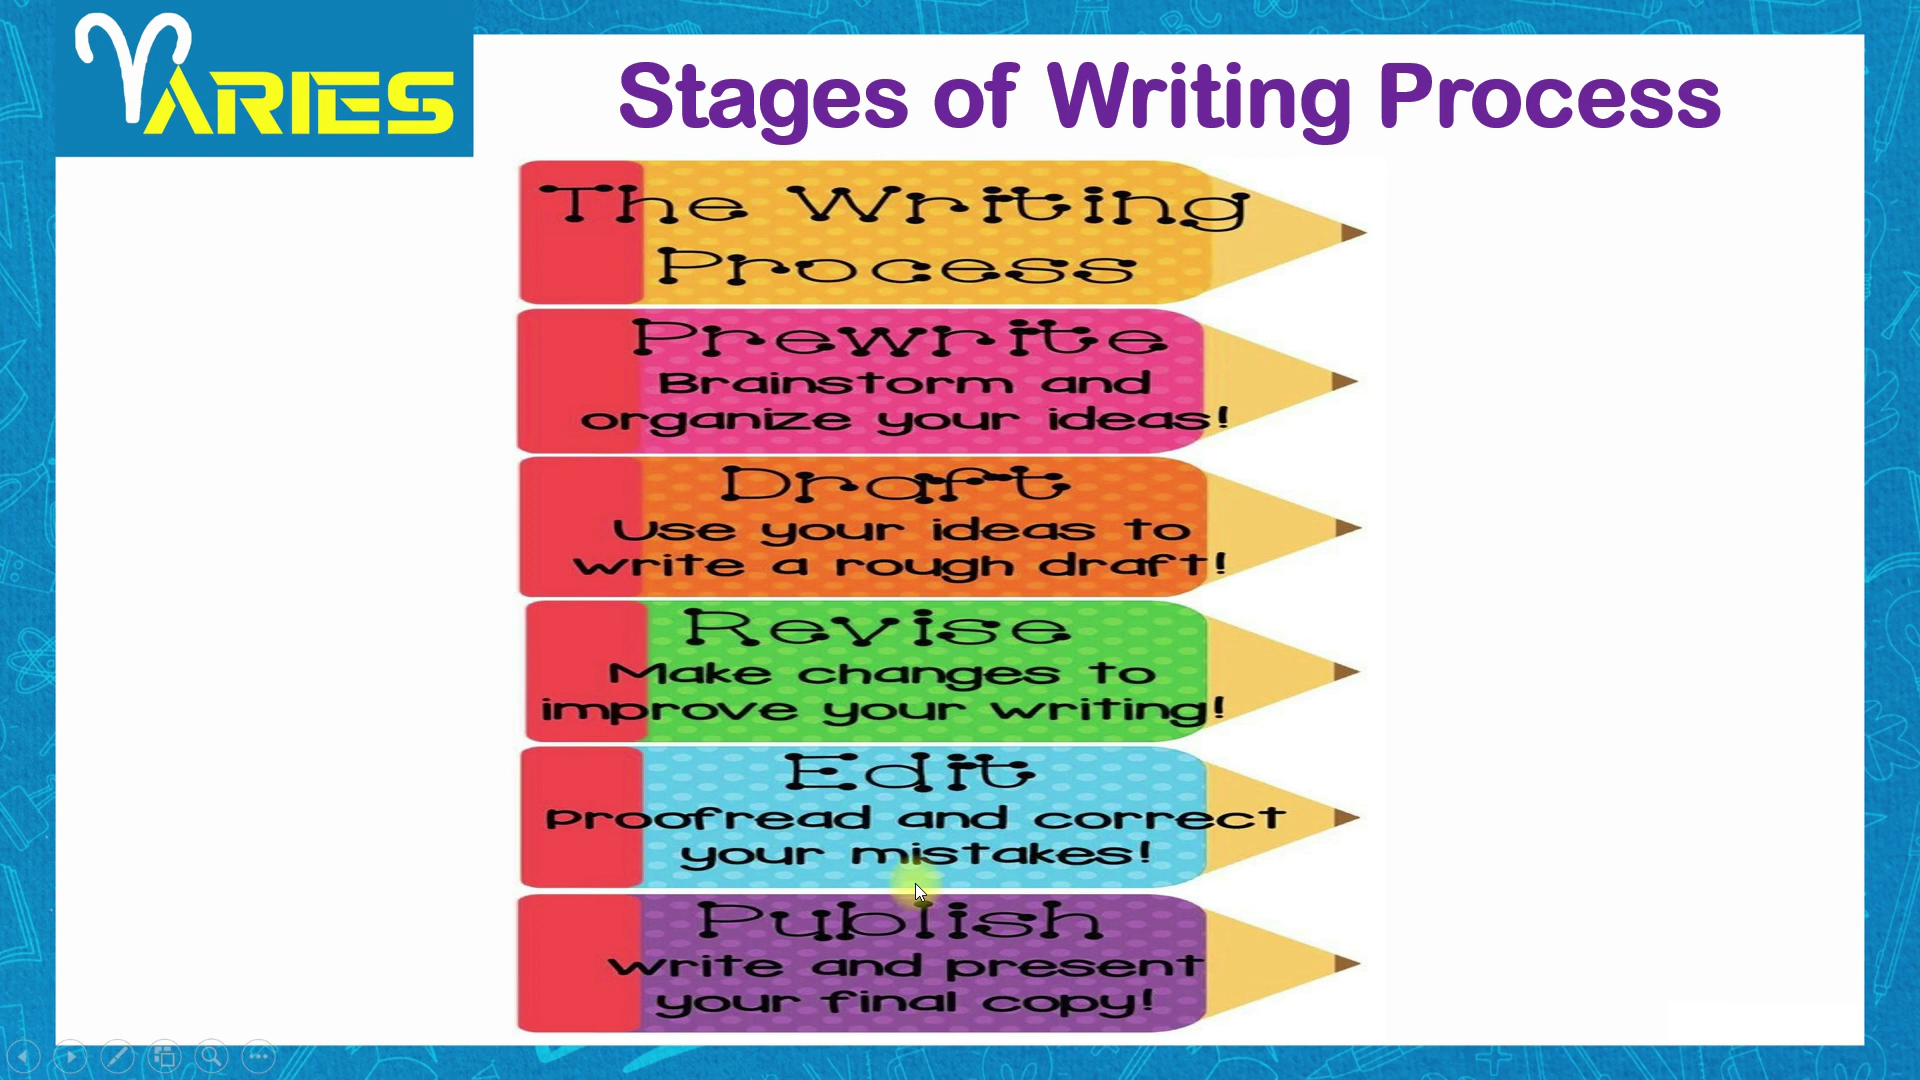 ARIES
Stages of Writing Process
The Writing
Process
Prewrite
Brainstorm and
organize your ideas!
Draft
Use your ideas to
write a rough draft!
Revise
Make changes to
improve your writing!
Edit
Proofread and correct
your mistakes!
Publish
write and present
your final copy!